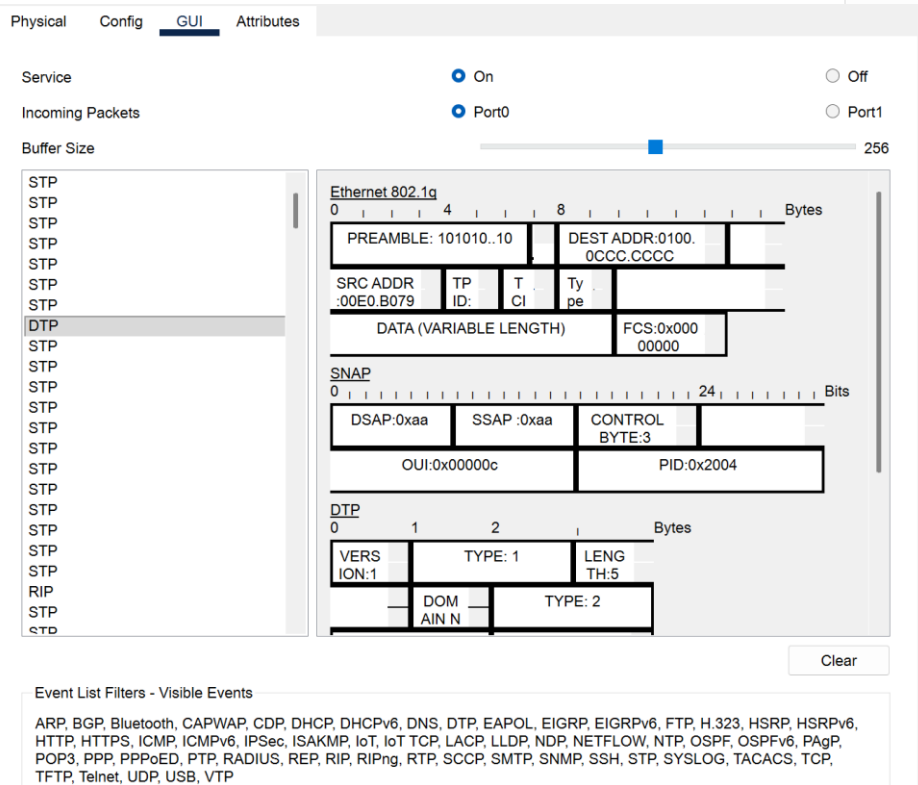 Physical Config GUI Attributes
Service On Off
Incoming Packets Port0 Port1
Buffer Size 256
STP
STP
STP
STP
STP
STP
STP
DTP
STP
STP
STP
STP
STP
STP
STP
STP
STP
STP
STP
STP
RIP
STP
STP
Ethernet 802.1q
0 4 8 Bytes
PREAMBLE: 101010..10 DEST ADDR:0100.
0CCC.CCCC
SRC ADDR TP T Ty
:00E0.B079 ID: CI pe
DATA (VARIABLE LENGTH) FCS:0x000
00000
SNAP
0 24 Bits
DSAP:0xaa SSAP :0xaa CONTROL
BYTE:3
OUI:0x00000c PID:0x2004
DTP
0 1 2 Bytes
VERS TYPE: 1 LENG
ION:1 TH:5
DOM TYPE: 2
AIN N
Clear
Event List Filters - Visible Events
ARP, BGP, Bluetooth, CAPWAP, CDP, DHCP, DHCPv6, DNS, DTP, EAPOL, EIGRP, EIGRPv6, FTP, H.323, HSRP, HSRPv6,
HTTP, HTTPS, ICMP, ICMPv6, IPSec, ISAKMP, IoT, IoT TCP, LACP, LLDP, NDP, NETFLOW, NTP, OSPF, OSPFv6, PAgP,
POP3, PPP, PPPoED, PTP, RADIUS, REP, RIP, RIPng, RTP, SCCP, SMTP, SNMP, SSH, STP, SYSLOG, TACACS, TCP,
TFTP, Telnet, UDP, USB, VTP